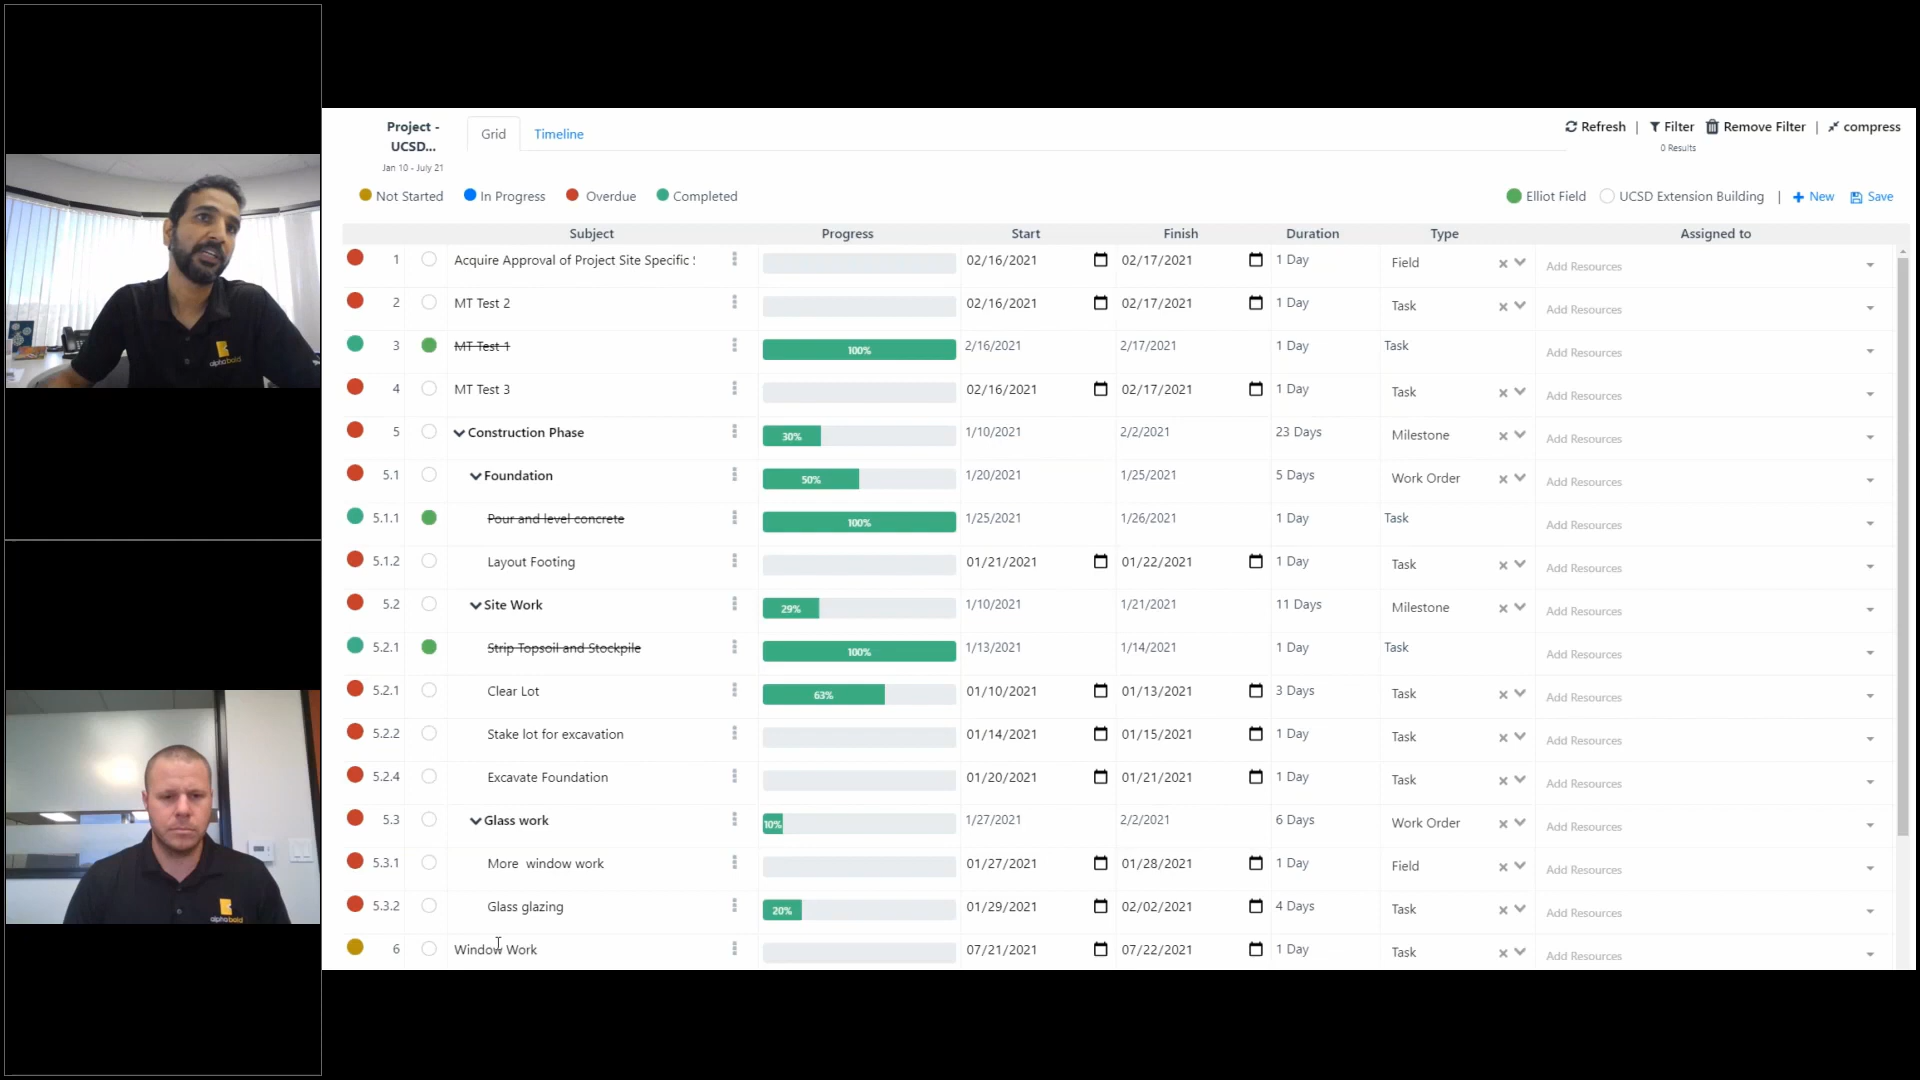 Project -
UCSD...
Jan 10 - July 21
Grid
Timeline
Refresh | Filter Remove Filter | compress
0 Results
Not Started In Progress Overdue Completed
Elliot Field UCSD Extension Building | + New Save
Subject Progress Start Finish Duration Type Assigned to
1 Acquire Approval of Project Site Specific 02/16/2021 02/17/2021 1 Day Field Add Resources
2 MT Test 2 02/16/2021 02/17/2021 1 Day Task Add Resources
3 MT Test 1 100% 2/16/2021 2/17/2021 1 Day Task Add Resources
4 MT Test 3 02/16/2021 02/17/2021 1 Day Task Add Resources
5 Construction Phase 30% 1/10/2021 2/2/2021 23 Days Milestone Add Resources
5.1 Foundation 50% 1/20/2021 1/25/2021 5 Days Work Order Add Resources
5.1.1 Pour and level concrete 100% 1/25/2021 1/26/2021 1 Day Task Add Resources
5.1.2 Layout Footing 01/21/2021 01/22/2021 1 Day Task Add Resources
5.2 Site Work 29% 1/10/2021 1/21/2021 11 Days Milestone Add Resources
5.2.1 Strip Topsoil and Stockpile 100% 1/13/2021 1/14/2021 1 Day Task Add Resources
5.2.1 Clear Lot 63% 01/10/2021 01/13/2021 3 Days Task Add Resources
5.2.2 Stake lot for excavation 01/14/2021 01/15/2021 1 Day Task Add Resources
5.2.4 Excavate Foundation 01/20/2021 01/21/2021 1 Day Task Add Resources
5.3 Glass work 10% 1/27/2021 2/2/2021 6 Days Work Order Add Resources
5.3.1 More window work 01/27/2021 01/28/2021 1 Day Field Add Resources
5.3.2 Glass glazing 20% 01/29/2021 02/02/2021 4 Days Task Add Resources
6 Window Work 07/21/2021 07/22/2021 1 Day Task Add Resources
alphabold
alphabold